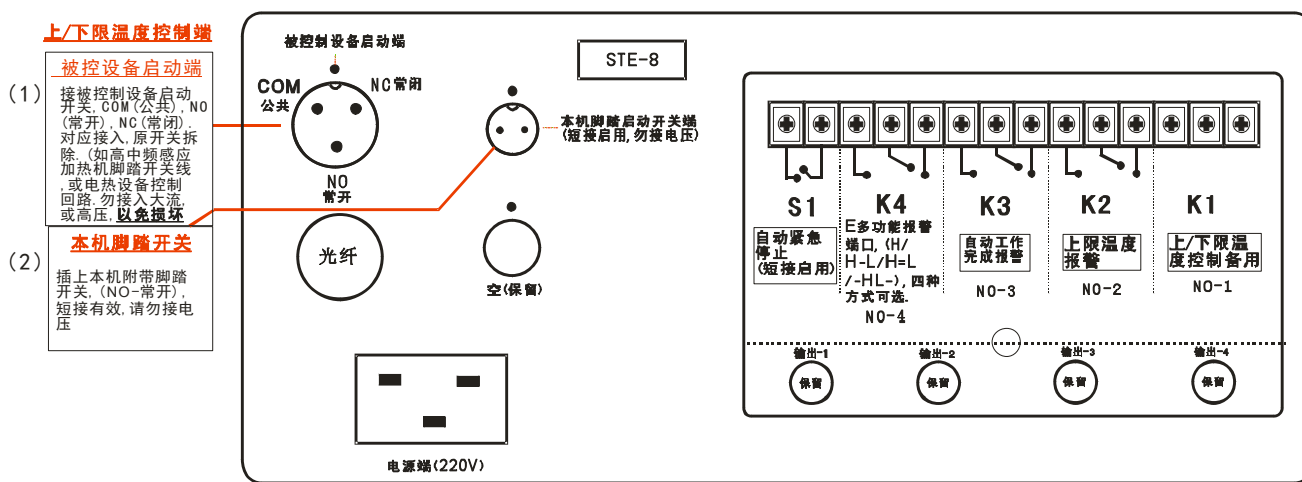 上/下限温度控制端
(1)
被控设备启动端
接被控制设备启动
开关, COM(公共), NO
(常开), NC(常闭).
对应接入, 原开关拆
除. (如高中频感应
加热机脚踏开关线
, 或电热设备控制
回路. 勿接入大流,
或高压, 以免损坏
(2)
本机脚踏开关
插上本机附带脚踏
开关, (NO-常开),
短接有效, 请勿接电
压
被控制设备启动端
COM
公共
NC常闭
NO
常开
光纤
STE-8
本机脚踏启动开关端
(短接启用, 勿接电压)
空(保留)
电源端(220V)
S1
自动紧急
停止
(短接启用)
K4
E多功能报警
端口, (H/
H-L/H=L
/-HL-), 四种
方式可选.
NO-4
K3
自动工作
完成报警
NO-3
K2
上限温度
报警
NO-2
K1
上/下限温
度控制备用
NO-1
输出-1
保留
输出-2
保留
输出-3
保留
输出-4
保留